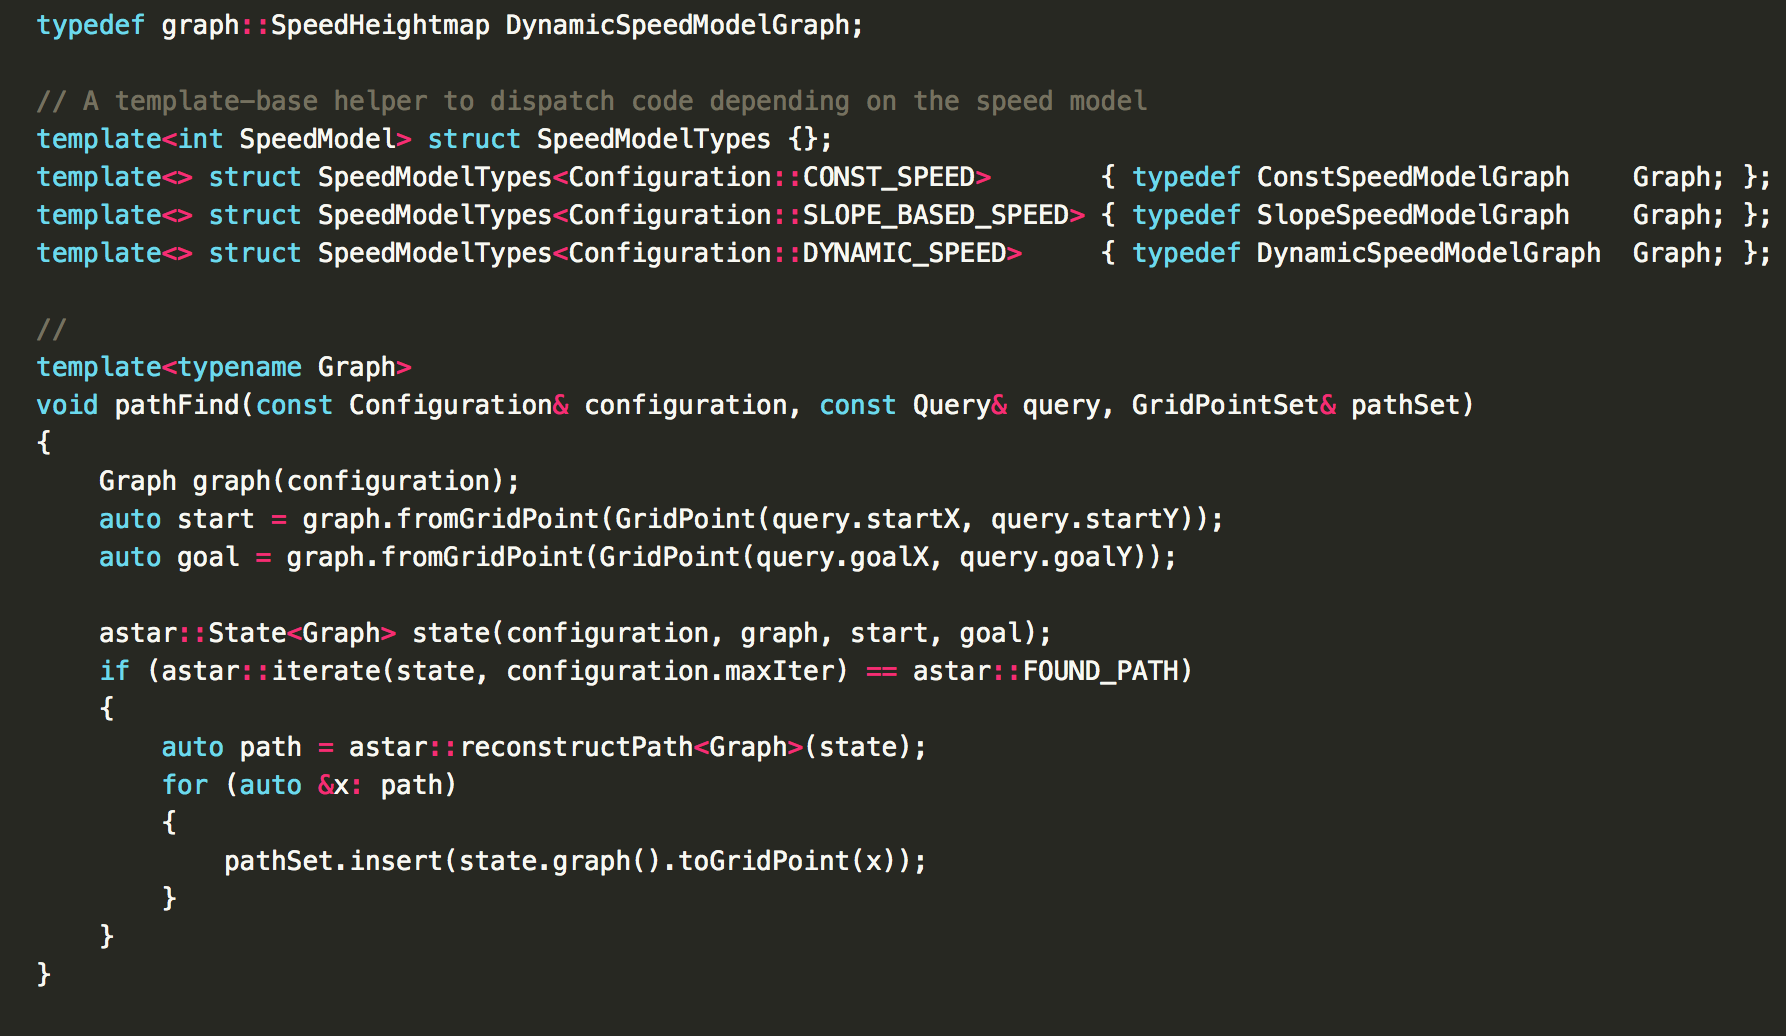 typedef graph::SpeedHeightmap DynamicSpeedModelGraph;

// A template-base helper to dispatch code depending on the speed model
template<int SpeedModel> struct SpeedModelTypes {};
template<> struct SpeedModelTypes<Configuration::CONST_SPEED>       { typedef ConstSpeedModelGraph    Graph; };
template<> struct SpeedModelTypes<Configuration::SLOPE_BASED_SPEED> { typedef SlopeSpeedModelGraph    Graph; };
template<> struct SpeedModelTypes<Configuration::DYNAMIC_SPEED>     { typedef DynamicSpeedModelGraph  Graph; };

//
template<typename Graph>
void pathFind(const Configuration& configuration, const Query& query, GridPointSet& pathSet)
{
    Graph graph(configuration);
    auto start = graph.fromGridPoint(GridPoint(query.startX, query.startY));
    auto goal = graph.fromGridPoint(GridPoint(query.goalX, query.goalY));

    astar::State<Graph> state(configuration, graph, start, goal);
    if (astar::iterate(state, configuration.maxIter) == astar::FOUND_PATH)
    {
        auto path = astar::reconstructPath<Graph>(state);
        for (auto &x: path)
        {
            pathSet.insert(state.graph().toGridPoint(x));
        }
    }
}